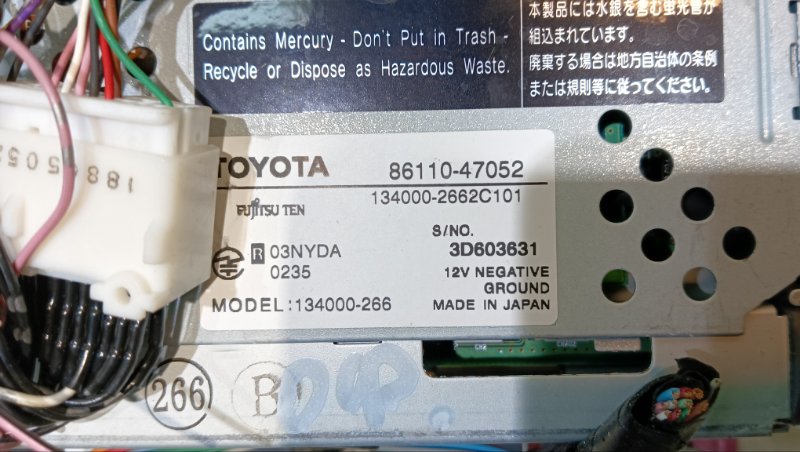 Contains Mercury - Don't Put in Trash -
Recycle or Dispose as Hazardous Waste.
本製品には水銀を含む蛍光管が
組込まれています。
廃棄する場合は地方自治体の条例
または規則等に従ってください。
TOYOTA 86110-47052
134000-2662C101
FUJITSU TEN
S/NO.
R 03NYDA 3D603631
0235 12V NEGATIVE
GROUND
MODEL:134000-266 MADE IN JAPAN
266